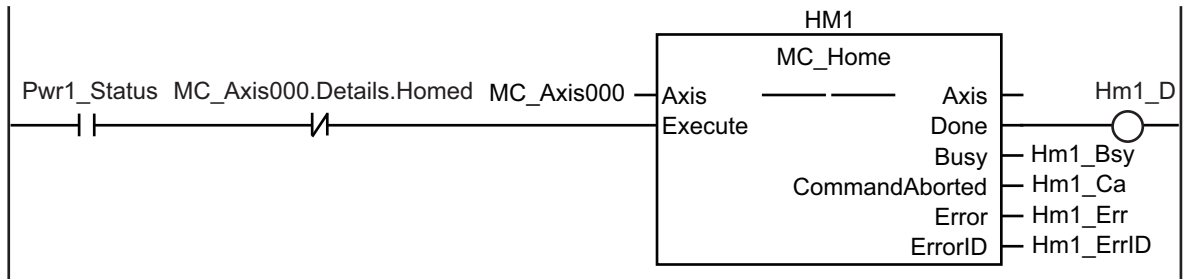 HM1
MC_Home
Pwr1_Status MC_Axis000.Details.Homed MC_Axis000 Axis Axis Hm1_D
Execute Done
Busy Hm1_Bsy
CommandAborted Hm1_Ca
Error Hm1_Err
ErrorID Hm1_ErrID